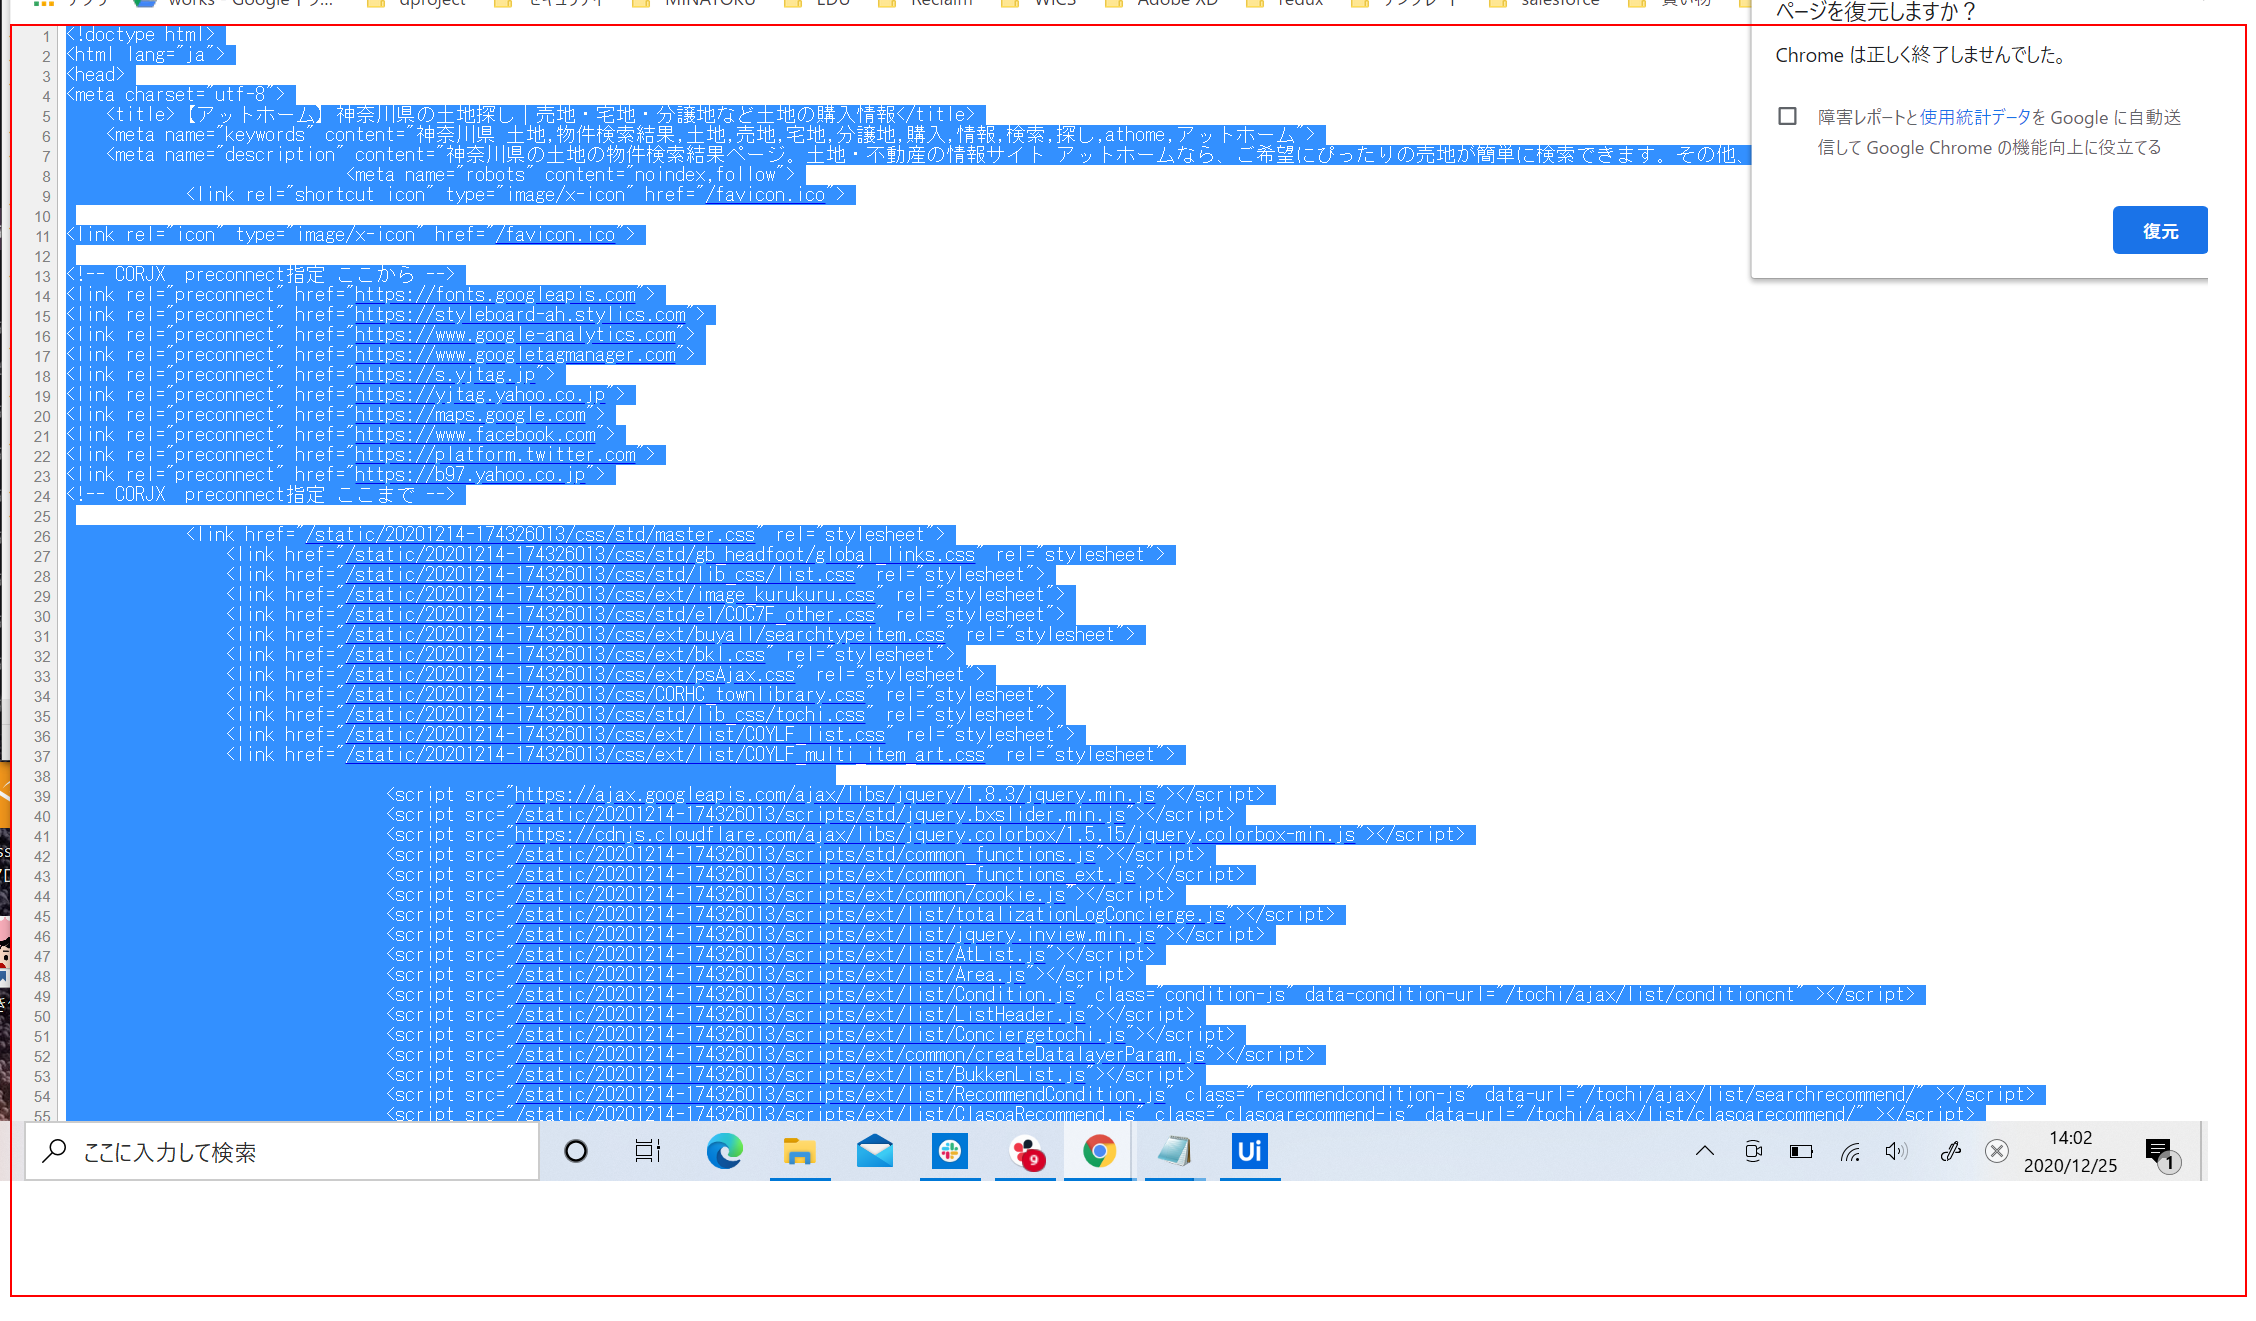 works - Google ドラ...
dproject
セキュリティ
MINATOKU
EDU
Reclaim
WICS
Adobe XD
redux
テンプレート
salesforce
買い物
ページを復元しますか？
Chrome は正しく終了しませんでした。
障害レポートと使用統計データを Google に自動送
信して Google Chrome の機能向上に役立てる
復元
1 <!doctype html>
2 <html lang="ja">
3 <head>
4 <meta charset="utf-8">
5 <title>【アットホーム】神奈川県の土地探し｜売地・宅地・分譲地など土地の購入情報</title>
6 <meta name="keywords" content="神奈川県 土地,物件検索結果,土地,売地,宅地,分譲地,購入,情報,検索,探し,athome,アットホーム">
7 <meta name="description" content="神奈川県の土地の物件検索結果ページ。土地・不動産の情報サイト アットホームなら、ご希望にぴったりの売地が簡単に検索できます。その他、
8 <meta name="robots" content="noindex,follow">
9 <link rel="shortcut icon" type="image/x-icon" href="/favicon.ico">
10
11 <link rel="icon" type="image/x-icon" href="/favicon.ico">
12
13 <!-- CORJX　preconnect指定 ここから -->
14 <link rel="preconnect" href="https://fonts.googleapis.com">
15 <link rel="preconnect" href="https://styleboard-ah.stylics.com">
16 <link rel="preconnect" href="https://www.google-analytics.com">
17 <link rel="preconnect" href="https://www.googletagmanager.com">
18 <link rel="preconnect" href="https://s.yjtag.jp">
19 <link rel="preconnect" href="https://yjtag.yahoo.co.jp">
20 <link rel="preconnect" href="https://maps.google.com">
21 <link rel="preconnect" href="https://www.facebook.com">
22 <link rel="preconnect" href="https://platform.twitter.com">
23 <link rel="preconnect" href="https://b97.yahoo.co.jp">
24 <!-- CORJX　preconnect指定 ここまで -->
25
26 <link href="/static/20201214-174326013/css/std/master.css" rel="stylesheet">
27 <link href="/static/20201214-174326013/css/std/gb_headfoot/global_links.css" rel="stylesheet">
28 <link href="/static/20201214-174326013/css/std/lib_css/list.css" rel="stylesheet">
29 <link href="/static/20201214-174326013/css/ext/image_kurukuru.css" rel="stylesheet">
30 <link href="/static/20201214-174326013/css/std/e1/COC7F_other.css" rel="stylesheet">
31 <link href="/static/20201214-174326013/css/ext/buyall/searchtypeitem.css" rel="stylesheet">
32 <link href="/static/20201214-174326013/css/ext/bkl.css" rel="stylesheet">
33 <link href="/static/20201214-174326013/css/ext/psAjax.css" rel="stylesheet">
34 <link href="/static/20201214-174326013/css/CORHC_townlibrary.css" rel="stylesheet">
35 <link href="/static/20201214-174326013/css/std/lib_css/tochi.css" rel="stylesheet">
36 <link href="/static/20201214-174326013/css/ext/list/COYLF_list.css" rel="stylesheet">
37 <link href="/static/20201214-174326013/css/ext/list/COYLF_multi_item_art.css" rel="stylesheet">
38
39 <script src="https://ajax.googleapis.com/ajax/libs/jquery/1.8.3/jquery.min.js"></script>
40 <script src="/static/20201214-174326013/scripts/std/jquery.bxslider.min.js"></script>
41 <script src="https://cdnjs.cloudflare.com/ajax/libs/jquery.colorbox/1.5.15/jquery.colorbox-min.js"></script>
42 <script src="/static/20201214-174326013/scripts/std/common_functions.js"></script>
43 <script src="/static/20201214-174326013/scripts/ext/common_functions_ext.js"></script>
44 <script src="/static/20201214-174326013/scripts/ext/common/cookie.js"></script>
45 <script src="/static/20201214-174326013/scripts/ext/list/totalizationLogConcierge.js"></script>
46 <script src="/static/20201214-174326013/scripts/ext/list/jquery.inview.min.js"></script>
47 <script src="/static/20201214-174326013/scripts/ext/list/AtList.js"></script>
48 <script src="/static/20201214-174326013/scripts/ext/list/Area.js"></script>
49 <script src="/static/20201214-174326013/scripts/ext/list/Condition.js" class="condition-js" data-condition-url="/tochi/ajax/list/conditioncnt" ></script>
50 <script src="/static/20201214-174326013/scripts/ext/list/ListHeader.js"></script>
51 <script src="/static/20201214-174326013/scripts/ext/list/Conciergetochi.js"></script>
52 <script src="/static/20201214-174326013/scripts/ext/common/createDatalayerParam.js"></script>
53 <script src="/static/20201214-174326013/scripts/ext/list/BukkenList.js"></script>
54 <script src="/static/20201214-174326013/scripts/ext/list/RecommendCondition.js" class="recommendcondition-js" data-url="/tochi/ajax/list/searchrecommend/" ></script>
55 <script src="/static/20201214-174326013/scripts/ext/list/ClasoaRecommend.js" class="clasoarecommend-js" data-url="/tochi/ajax/list/clasoarecommend/" ></script>
ここに入力して検索
9
Ui
14:02
2020/12/25
1